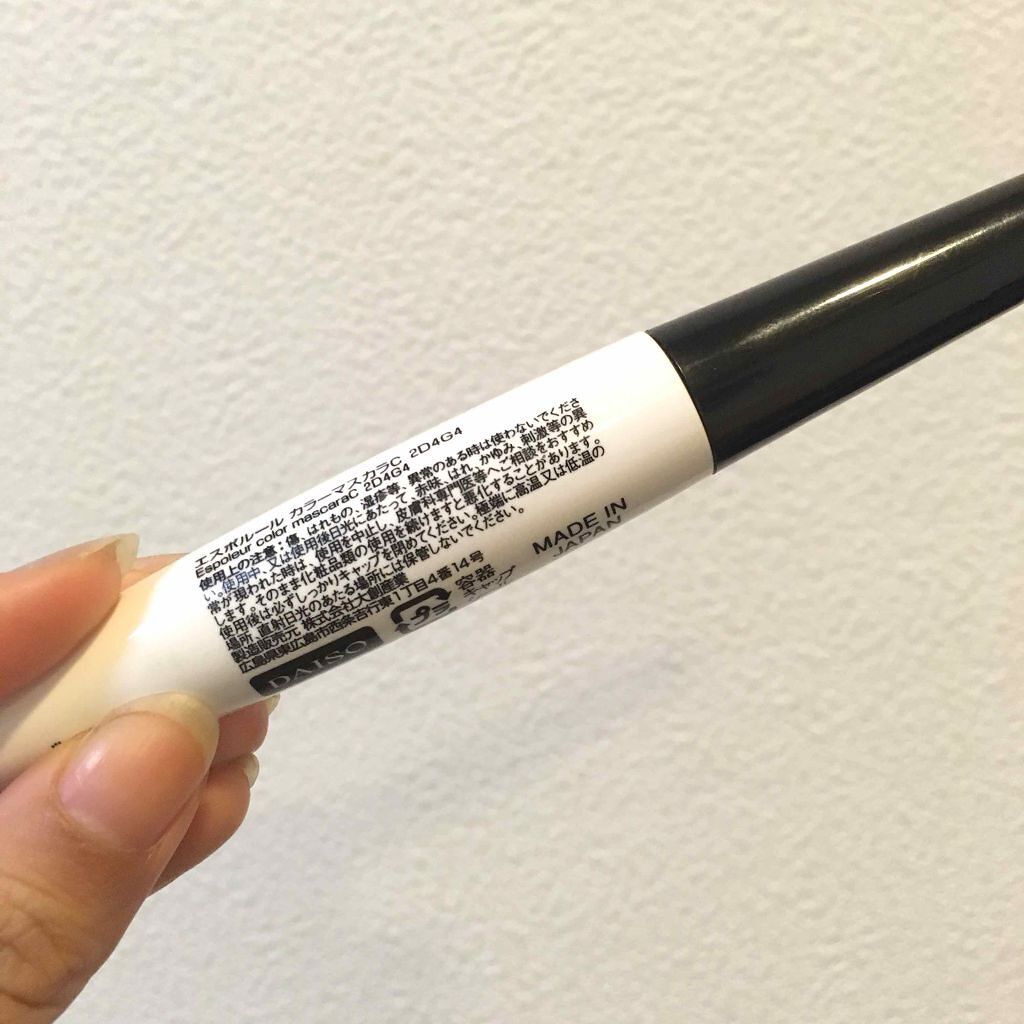 エスポルール カラーマスカラC 2D4G4
Espoleur color mascaraC 2D4G4
使用上の注意：傷、はれもの、湿疹等、異常のある時は使わないでくださ
い。使用中、又は使用後日光にあたって、赤味、はれ、かゆみ、刺激等の異
常が現われた時は、使用を中止し、皮膚科専門医等へご相談をおすすめ
します。そのまま化粧品類の使用を続けますと悪化することがあります。
使用後は必ずしっかりキャップを閉めてください。極端に高温又は低温の
場所、直射日光のあたる場所には保管しないでください。
製造販売元 株式会社大創産業
広島県東広島市西条吉行東1丁目4番14号
DAISO
容器
キャップ
MADE IN
JAPAN